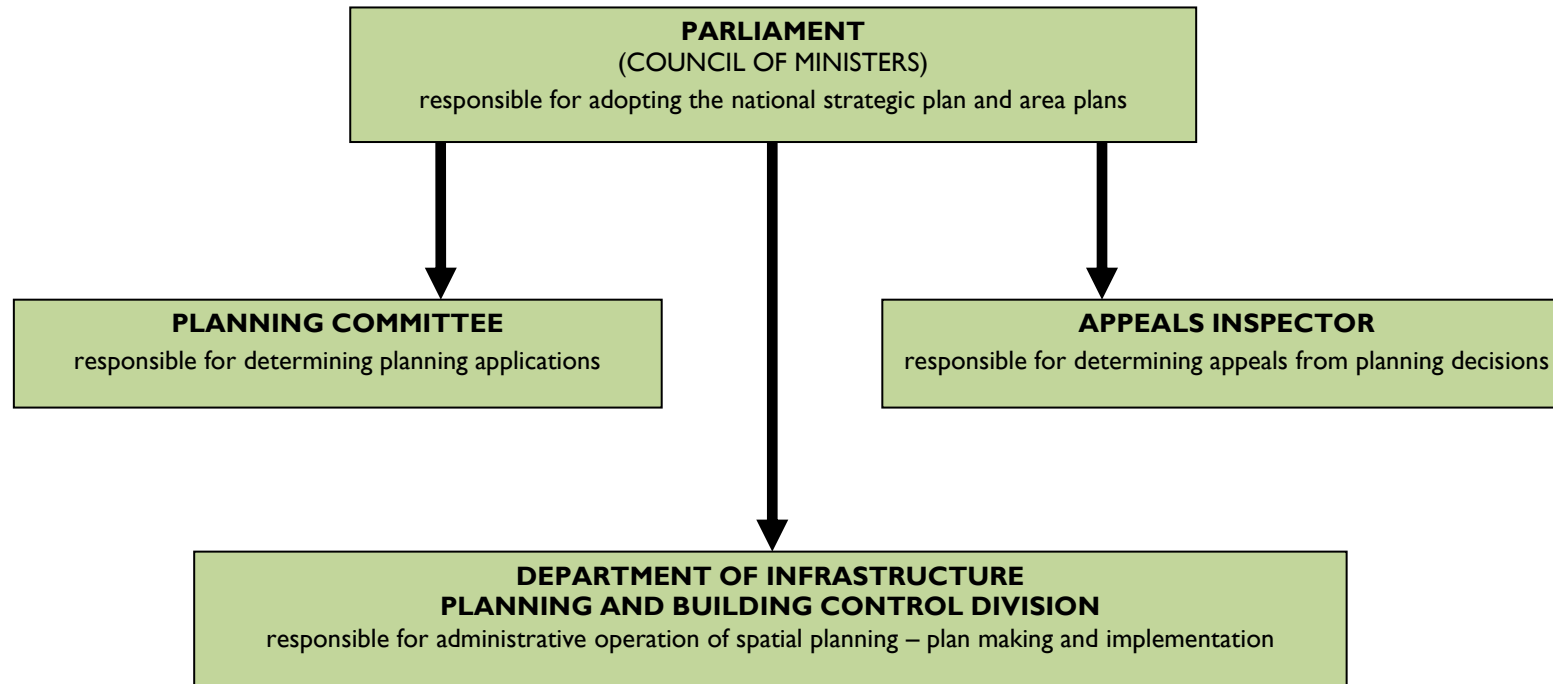 PARLIAMENT
(COUNCIL OF MINISTERS)
responsible for adopting the national strategic plan and area plans
PLANNING COMMITTEE
responsible for determining planning applications
APPEALS INSPECTOR
responsible for determining appeals from planning decisions
DEPARTMENT OF INFRASTRUCTURE
PLANNING AND BUILDING CONTROL DIVISION
responsible for administrative operation of spatial planning – plan making and implementation